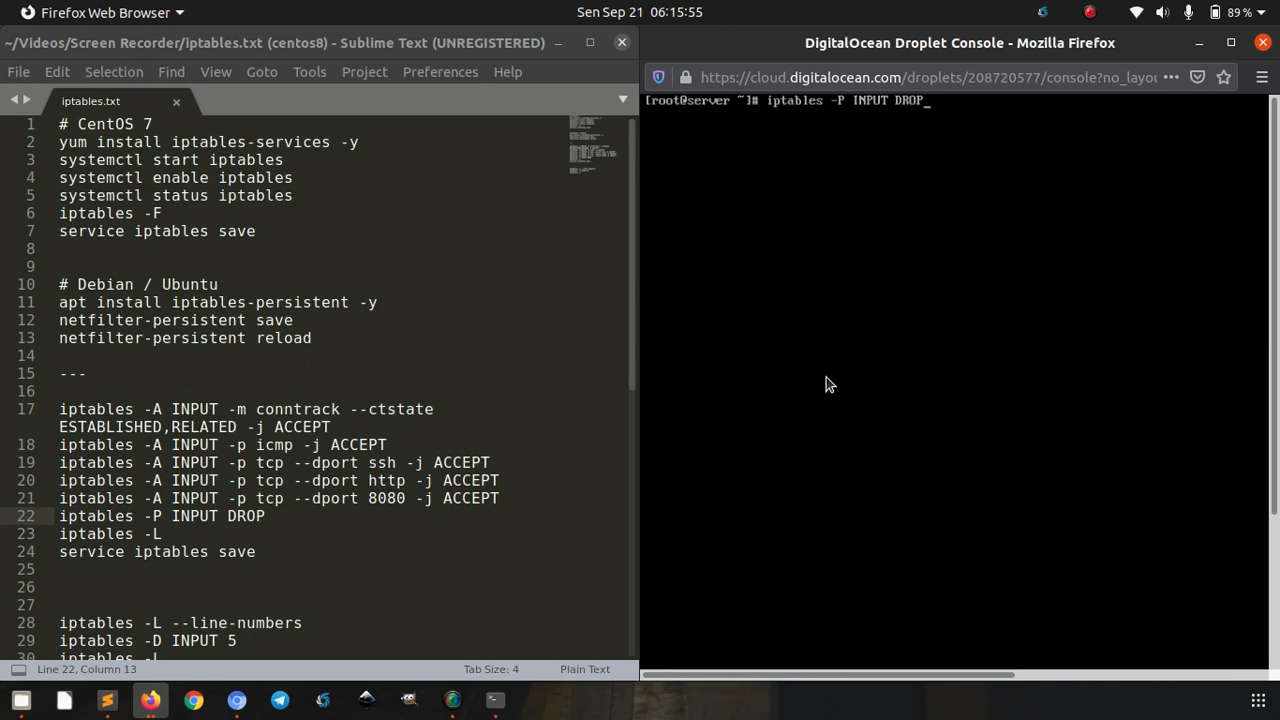 Firefox Web Browser
Sen Sep 21  06:15:55
89 %
~/Videos/Screen Recorder/iptables.txt (centos8) - Sublime Text (UNREGISTERED)
File Edit Selection Find View Goto Tools Project Preferences Help
iptables.txt
1 # CentOS 7
2 yum install iptables-services -y
3 systemctl start iptables
4 systemctl enable iptables
5 systemctl status iptables
6 iptables -F
7 service iptables save
8
9
10 # Debian / Ubuntu
11 apt install iptables-persistent -y
12 netfilter-persistent save
13 netfilter-persistent reload
14
15 ---
16
17 iptables -A INPUT -m conntrack --ctstate
ESTABLISHED,RELATED -j ACCEPT
18 iptables -A INPUT -p icmp -j ACCEPT
19 iptables -A INPUT -p tcp --dport ssh -j ACCEPT
20 iptables -A INPUT -p tcp --dport http -j ACCEPT
21 iptables -A INPUT -p tcp --dport 8080 -j ACCEPT
22 iptables -P INPUT DROP
23 iptables -L
24 service iptables save
25
26
27
28 iptables -L --line-numbers
29 iptables -D INPUT 5
30 iptables -L
Line 22, Column 13
Tab Size: 4
Plain Text
DigitalOcean Droplet Console - Mozilla Firefox
https://cloud.digitalocean.com/droplets/208720577/console?no_layou
[root@server ~]# iptables -P INPUT DROP_